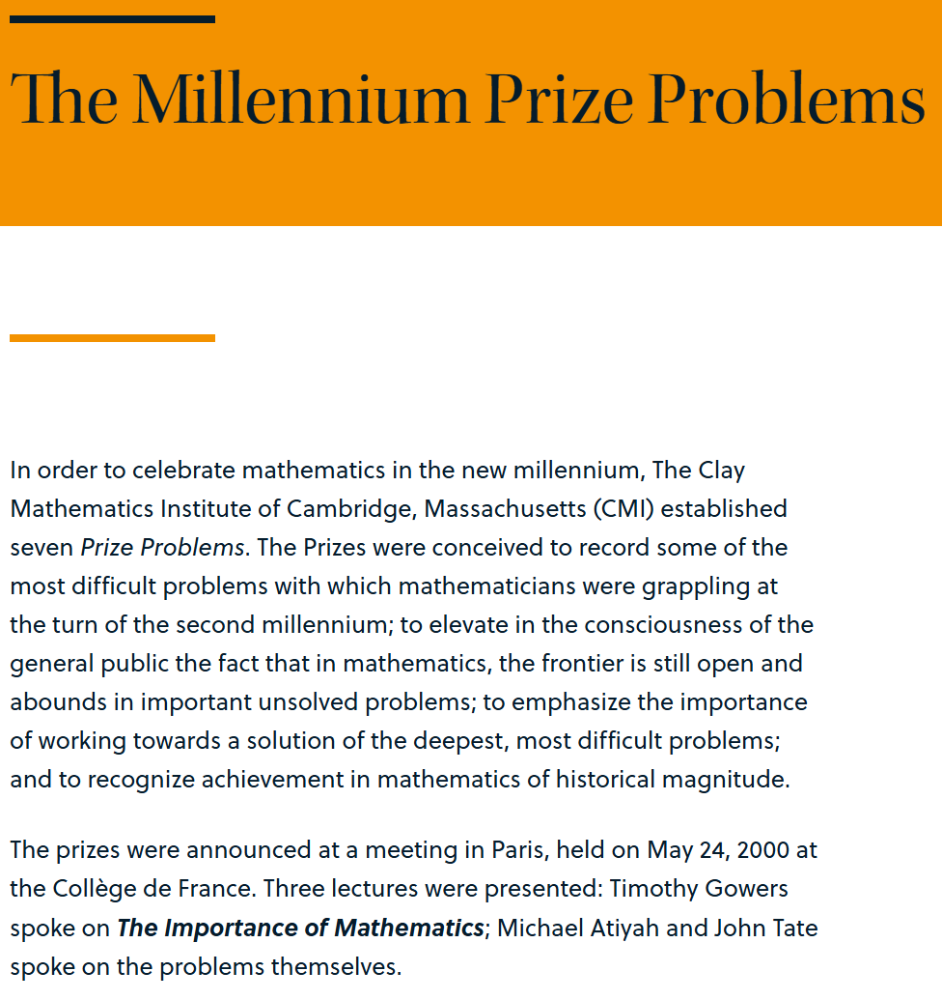 The Millennium Prize Problems
In order to celebrate mathematics in the new millennium, The Clay
Mathematics Institute of Cambridge, Massachusetts (CMI) established
seven Prize Problems. The Prizes were conceived to record some of the
most difficult problems with which mathematicians were grappling at
the turn of the second millennium; to elevate in the consciousness of the
general public the fact that in mathematics, the frontier is still open and
abounds in important unsolved problems; to emphasize the importance
of working towards a solution of the deepest, most difficult problems;
and to recognize achievement in mathematics of historical magnitude.
The prizes were announced at a meeting in Paris, held on May 24, 2000 at
the Collège de France. Three lectures were presented: Timothy Gowers
spoke on The Importance of Mathematics; Michael Atiyah and John Tate
spoke on the problems themselves.